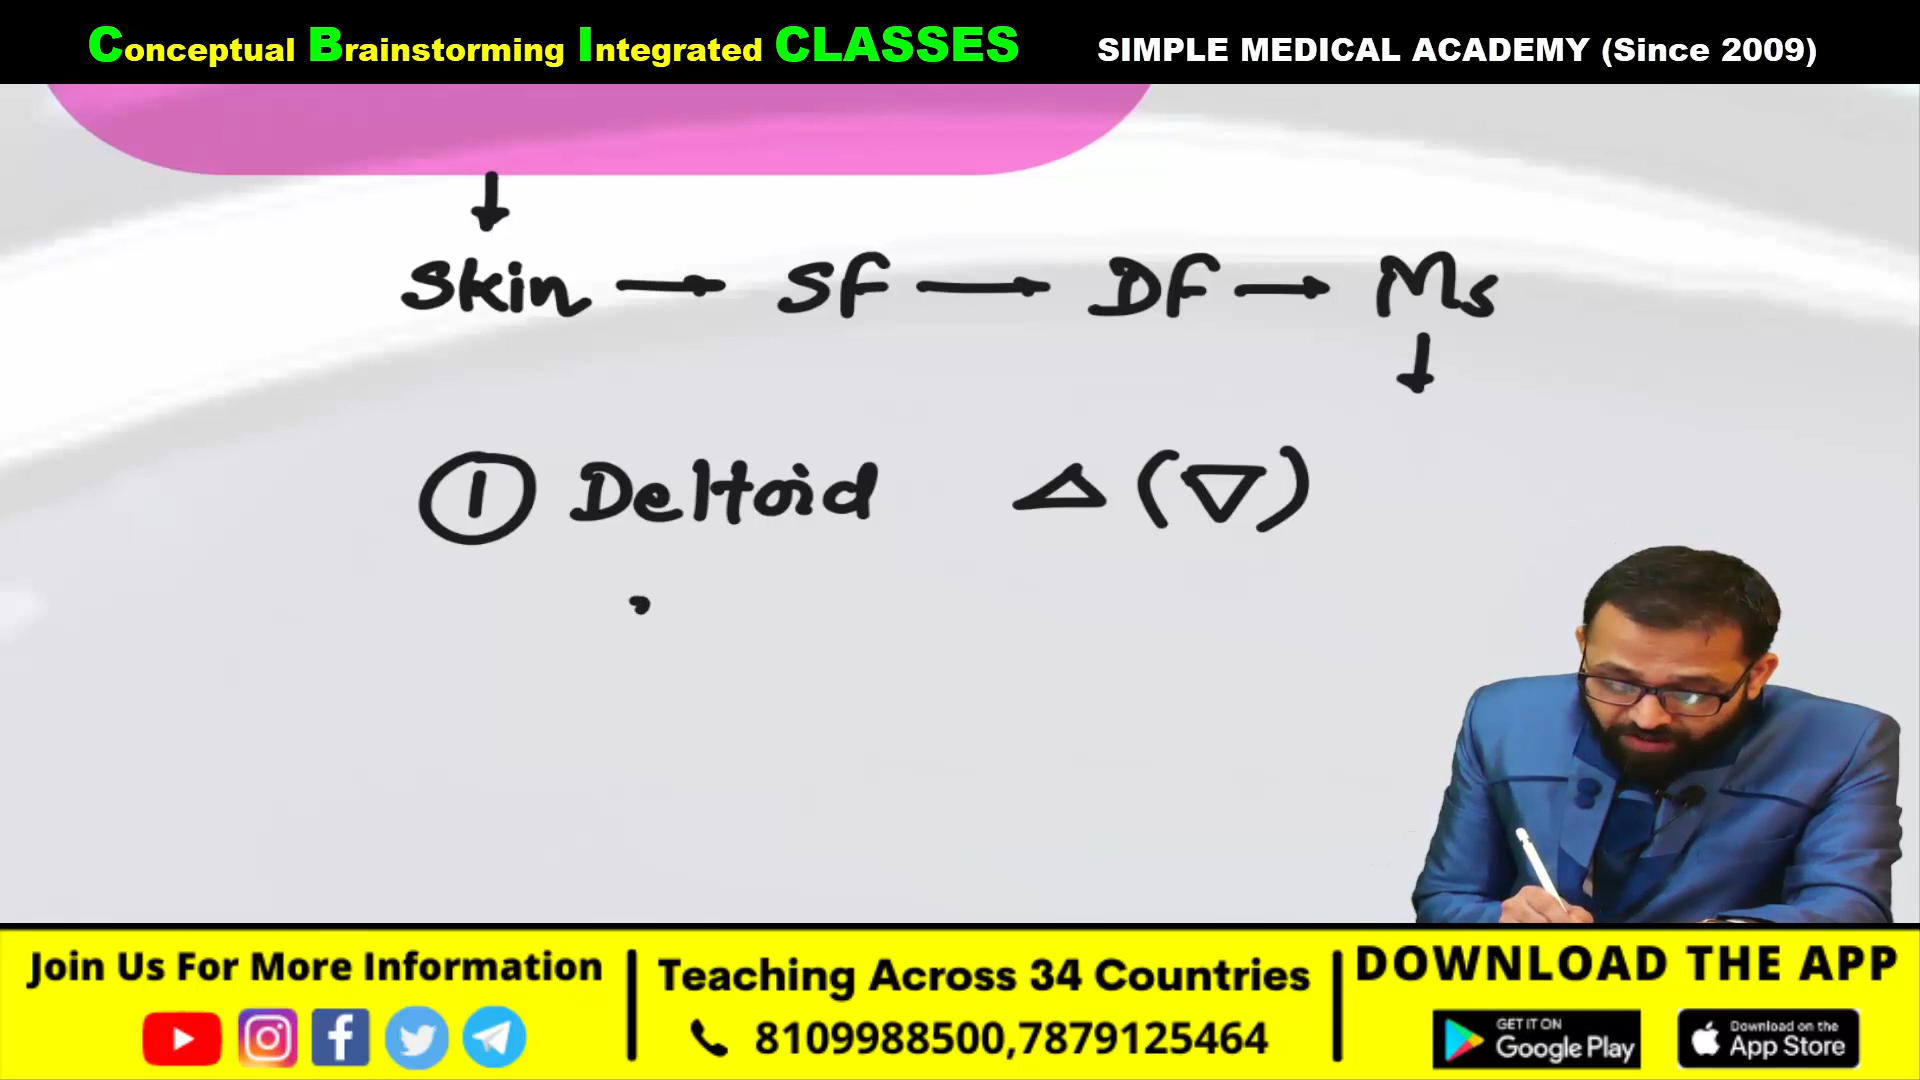 Conceptual Brainstorming Integrated CLASSES SIMPLE MEDICAL ACADEMY (Since 2009)
Skin → SF → DF → Ms
↓
① Deltoid △ (▽)
Join Us For More Information
Teaching Across 34 Countries
8109988500,7879125464
DOWNLOAD THE APP
GET IT ON
Google Play
Download on the
App Store